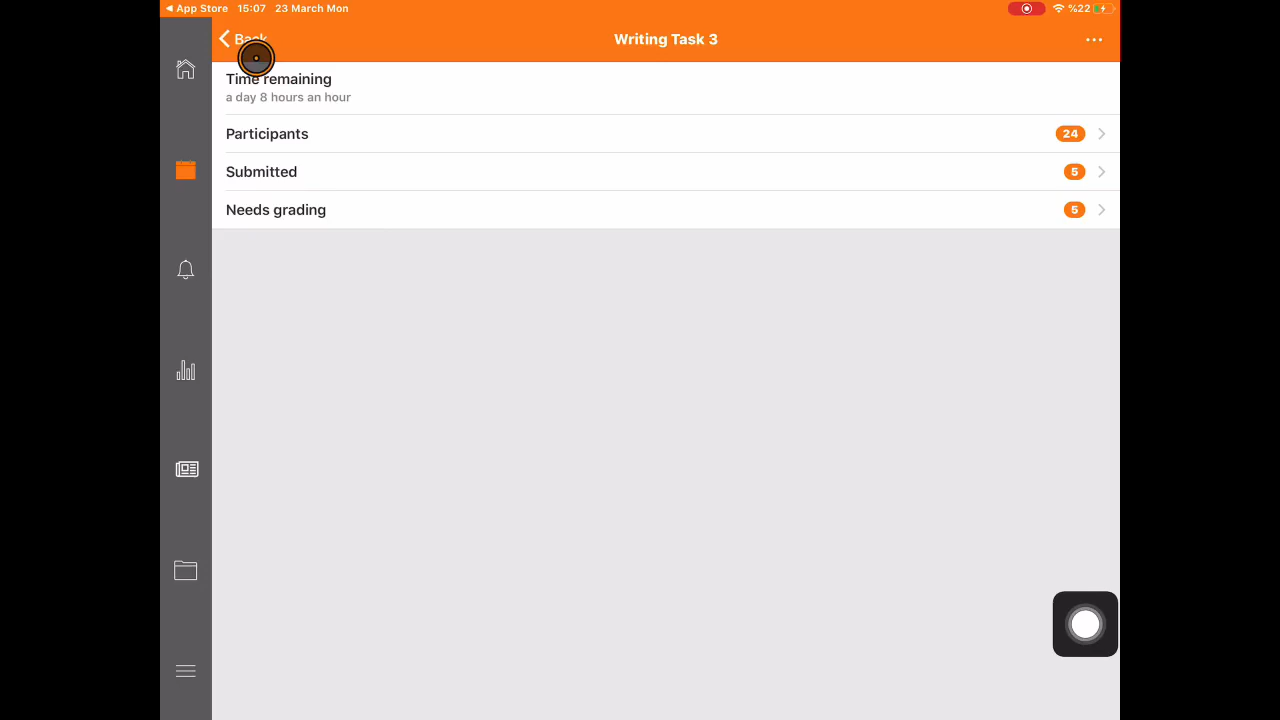 App Store 15:07 23 March Mon %22
Back Writing Task 3
Time remaining
a day 8 hours an hour
Participants 24
Submitted 5
Needs grading 5